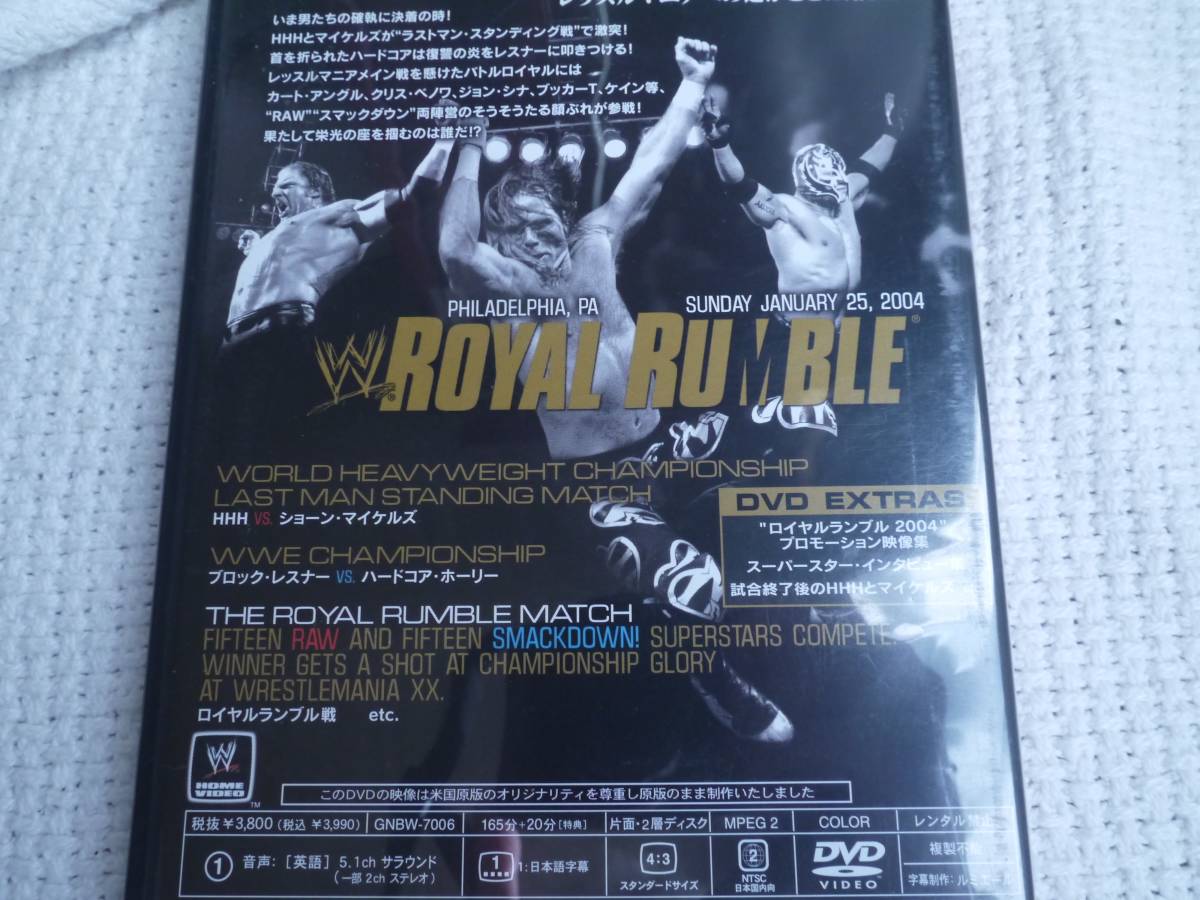 いま男たちの確執に決着の時!
HHHとマイケルズが“ラストマン・スタンディング戦”で激突!
首を折られたハードコアは復讐の炎をレスナーに叩きつける!
レッスルマニアメイン戦を懸けたバトルロイヤルには
カート・アングル、クリス・ベノワ、ジョン・シナ、ブッカーT、ケイン等、
“RAW”“スマックダウン”両陣営のそうそうたる顔ぶれが参戦!
果たして栄光の座を掴むのは誰だ!?
PHILADELPHIA, PA SUNDAY JANUARY 25, 2004
W ROYAL RUMBLE®
WORLD HEAVYWEIGHT CHAMPIONSHIP
LAST MAN STANDING MATCH
HHH VS. ショーン・マイケルズ
WWE CHAMPIONSHIP
ブロック・レスナー VS. ハードコア・ホーリー
DVD EXTRAS
"ロイヤルランブル 2004"
プロモーション映像集
スーパースター・インタビュー
試合終了後のHHHとマイケルズ
THE ROYAL RUMBLE MATCH
FIFTEEN RAW AND FIFTEEN SMACKDOWN! SUPERSTARS COMPETE.
WINNER GETS A SHOT AT CHAMPIONSHIP GLORY
AT WRESTLEMANIA XX.
ロイヤルランブル戦 etc.
W
HOME
VIDEO
™
このDVDの映像は米国原版のオリジナリティを尊重し原版のまま制作いたしました
税抜¥3,800(税込 ¥3,990) GNBW-7006 165分+20分[特典] 片面・2層ディスク MPEG 2 COLOR レンタル禁止
1 音声:[英語] 5.1ch サラウンド
(一部 2ch ステレオ)
1 1:日本語字幕
4:3
スタンダードサイズ
2
NTSC
日本国内向
DVD
VIDEO
複製不能
字幕制作:ルミエール